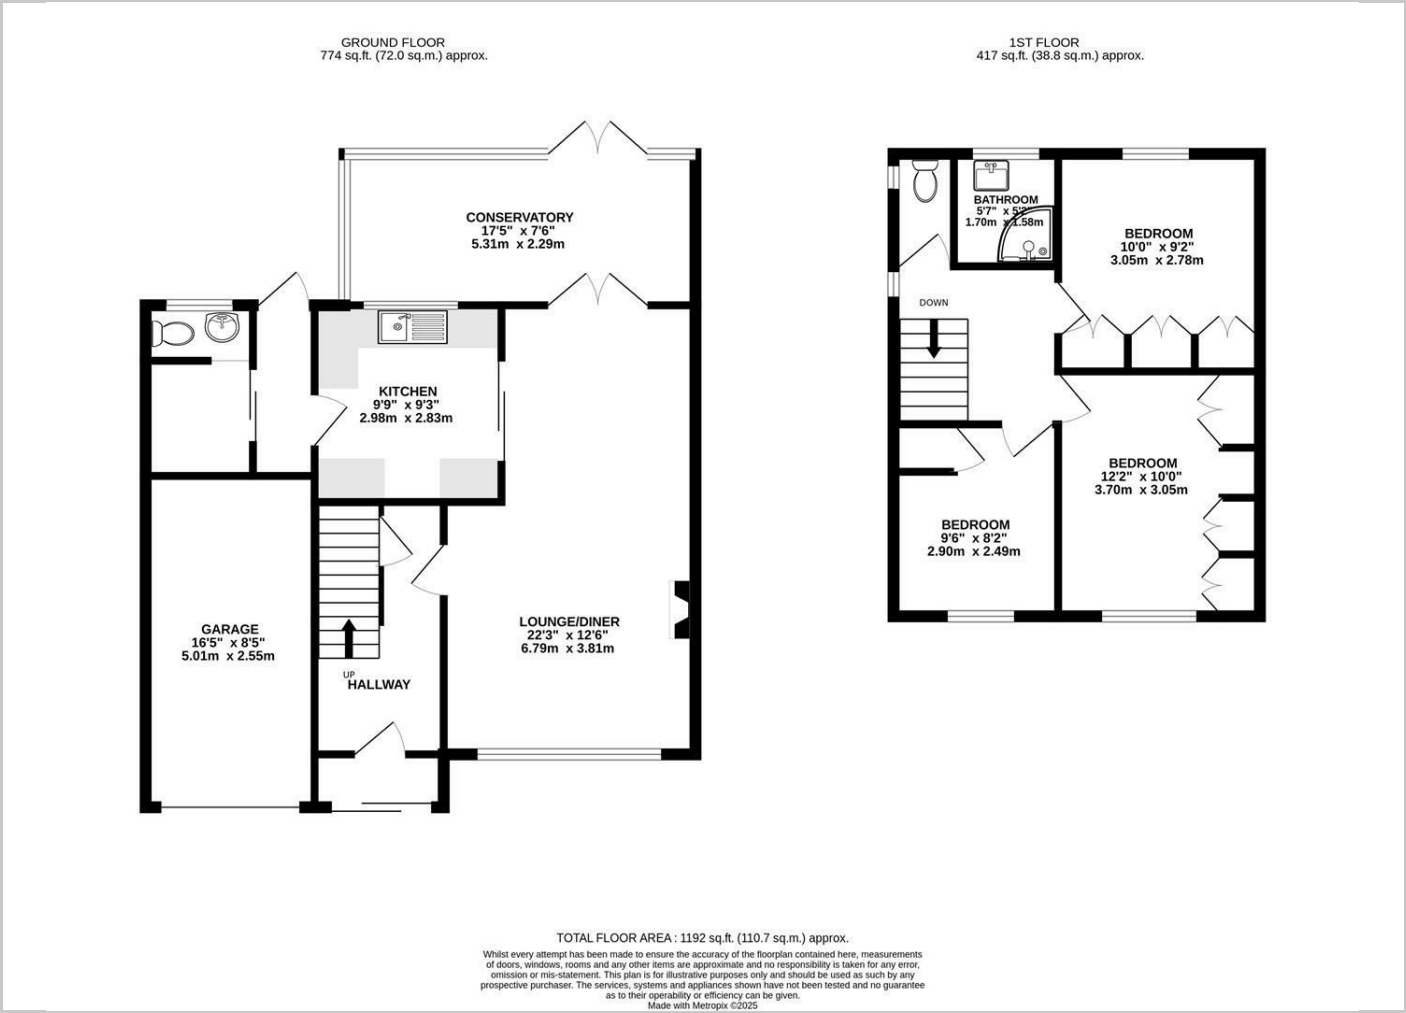 GROUND FLOOR
774 sq.ft. (72.0 sq.m.) approx.
1ST FLOOR
417 sq.ft. (38.8 sq.m.) approx.
CONSERVATORY
17'5" x 7'6"
5.31m x 2.29m
KITCHEN
9'9" x 9'3"
2.98m x 2.83m
GARAGE
16'5" x 8'5"
5.01m x 2.55m
UP
HALLWAY
LOUNGE/DINER
22'3" x 12'6"
6.79m x 3.81m
BATHROOM
5'7" x 5'2"
1.70m x 1.58m
BEDROOM
10'0" x 9'2"
3.05m x 2.78m
DOWN
BEDROOM
12'2" x 10'0"
3.70m x 3.05m
BEDROOM
9'6" x 8'2"
2.90m x 2.49m
TOTAL FLOOR AREA : 1192 sq.ft. (110.7 sq.m.) approx.
Whilst every attempt has been made to ensure the accuracy of the floorplan contained here, measurements
of doors, windows, rooms and any other items are approximate and no responsibility is taken for any error,
omission or mis-statement. This plan is for illustrative purposes only and should be used as such by any
prospective purchaser. The services, systems and appliances shown have not been tested and no guarantee
as to their operability or efficiency can be given.
Made with Metropix ©2025